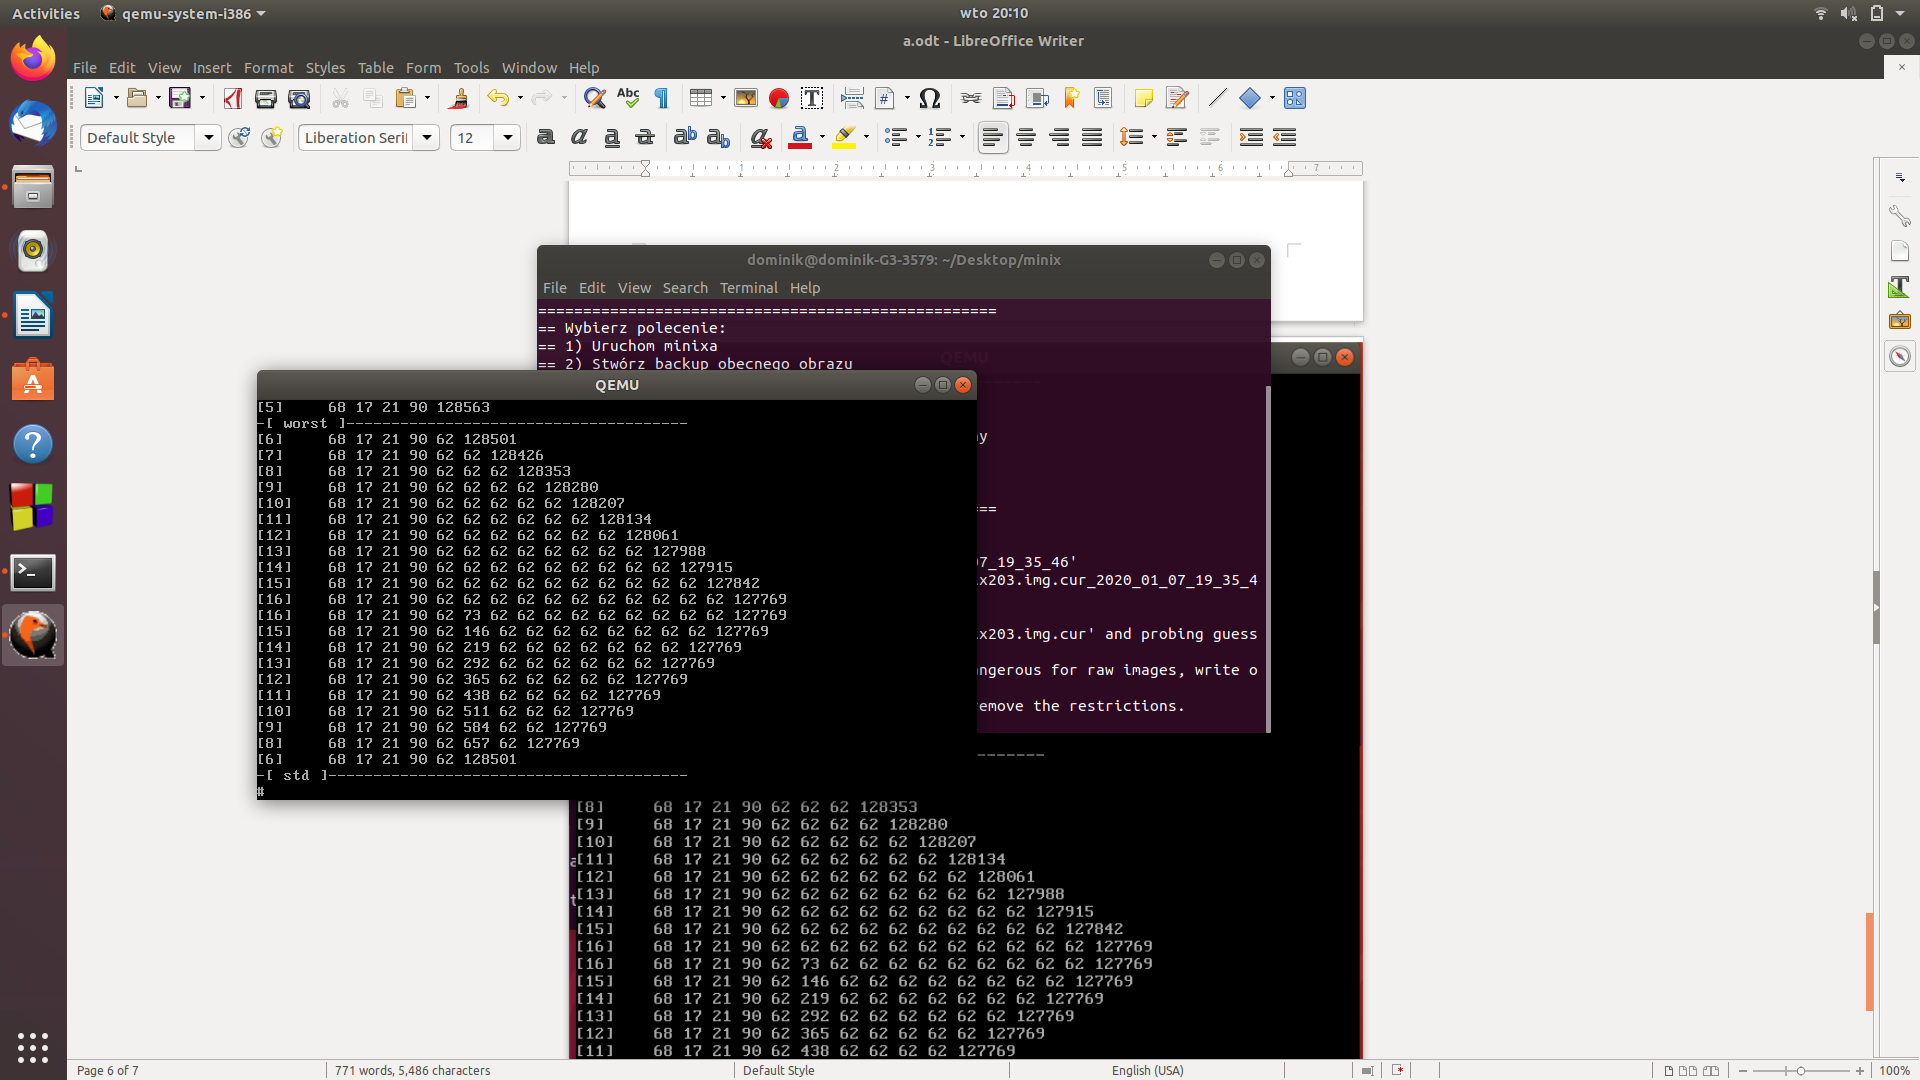 Activities
qemu-system-i386
wto 20:10
a.odt - LibreOffice Writer
File Edit View Insert Format Styles Table Form Tools Window Help
Default Style
Liberation Seri
12
1 2 3 4 5 6 7
dominik@dominik-G3-3579: ~/Desktop/minix
File Edit View Search Terminal Help
===================================================
== Wybierz polecenie:
== 1) Uruchom minixa
== 2) Stwórz backup obecnego obrazu
QEMU
07_19_35_46'
x203.img.cur_2020_01_07_19_35_4
x203.img.cur' and probing guess
angerous for raw images, write o
remove the restrictions.
QEMU
[5] 68 17 21 90 128563
-[ worst ]--------------------------------------
[6] 68 17 21 90 62 128501
[7] 68 17 21 90 62 62 128426
[8] 68 17 21 90 62 62 62 128353
[9] 68 17 21 90 62 62 62 62 128280
[10] 68 17 21 90 62 62 62 62 62 128207
[11] 68 17 21 90 62 62 62 62 62 62 128134
[12] 68 17 21 90 62 62 62 62 62 62 62 128061
[13] 68 17 21 90 62 62 62 62 62 62 62 62 127988
[14] 68 17 21 90 62 62 62 62 62 62 62 62 62 127915
[15] 68 17 21 90 62 62 62 62 62 62 62 62 62 62 127842
[16] 68 17 21 90 62 62 62 62 62 62 62 62 62 62 62 127769
[16] 68 17 21 90 62 73 62 62 62 62 62 62 62 62 62 127769
[15] 68 17 21 90 62 146 62 62 62 62 62 62 62 62 127769
[14] 68 17 21 90 62 219 62 62 62 62 62 62 62 127769
[13] 68 17 21 90 62 292 62 62 62 62 62 62 127769
[12] 68 17 21 90 62 365 62 62 62 62 62 127769
[11] 68 17 21 90 62 438 62 62 62 62 127769
[10] 68 17 21 90 62 511 62 62 62 127769
[9] 68 17 21 90 62 584 62 62 127769
[8] 68 17 21 90 62 657 62 127769
[6] 68 17 21 90 62 128501
-[ std ]----------------------------------------
#
[8] 68 17 21 90 62 62 62 128353
[9] 68 17 21 90 62 62 62 62 128280
[10] 68 17 21 90 62 62 62 62 62 128207
[11] 68 17 21 90 62 62 62 62 62 62 128134
[12] 68 17 21 90 62 62 62 62 62 62 62 128061
[13] 68 17 21 90 62 62 62 62 62 62 62 62 127988
[14] 68 17 21 90 62 62 62 62 62 62 62 62 62 127915
[15] 68 17 21 90 62 62 62 62 62 62 62 62 62 62 127842
[16] 68 17 21 90 62 62 62 62 62 62 62 62 62 62 62 127769
[16] 68 17 21 90 62 73 62 62 62 62 62 62 62 62 62 127769
[15] 68 17 21 90 62 146 62 62 62 62 62 62 62 62 127769
[14] 68 17 21 90 62 219 62 62 62 62 62 62 62 127769
[13] 68 17 21 90 62 292 62 62 62 62 62 62 127769
[12] 68 17 21 90 62 365 62 62 62 62 62 127769
[11] 68 17 21 90 62 438 62 62 62 62 127769
Page 6 of 7
771 words, 5,486 characters
Default Style
English (USA)
100%